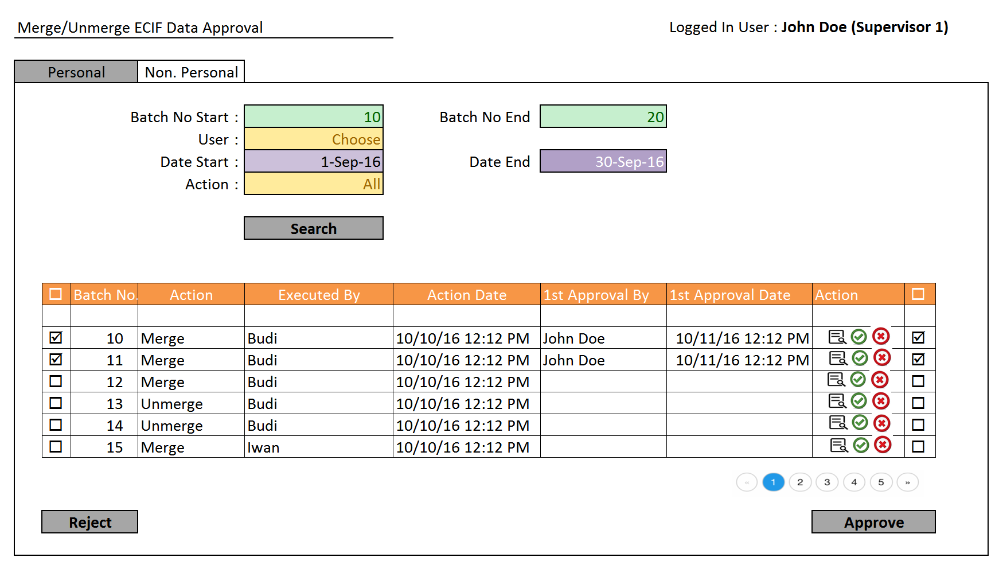 Merge/Unmerge ECIF Data Approval
Logged In User : John Doe (Supervisor 1)
Personal Non. Personal
Batch No Start : 10 Batch No End 20
User : Choose
Date Start : 1-Sep-16 Date End 30-Sep-16
Action : All
Search
Batch No. Action Executed By Action Date 1st Approval By 1st Approval Date Action
10 Merge Budi 10/10/16 12:12 PM John Doe 10/11/16 12:12 PM
11 Merge Budi 10/10/16 12:12 PM John Doe 10/11/16 12:12 PM
12 Merge Budi 10/10/16 12:12 PM
13 Unmerge Budi 10/10/16 12:12 PM
14 Unmerge Budi 10/10/16 12:12 PM
15 Merge Iwan 10/10/16 12:12 PM
« 1 2 3 4 5 »
Reject Approve